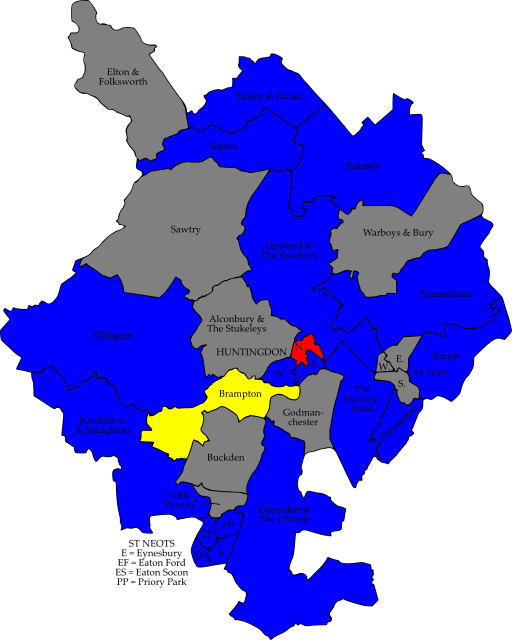 Elton &
Folksworth
Yaxley & Farcet
Stilton
Ramsey
Sawtry
Warboys & Bury
Upwood &
The Raveleys
Somersham
Alconbury &
The Stukeleys
Ellington
HUNTINGDON
N.
E.
Earith
W.
W.
ST IVES
S.
Brampton
The
Hemingfords
Godman-
chester
Kimbolton
& Staughton
Fenstanton
Buckden
Little
Paxton
Gransden &
The Offords
PP
EF
ES
E
ST NEOTS
E = Eynesbury
EF = Eaton Ford
ES = Eaton Socon
PP = Priory Park